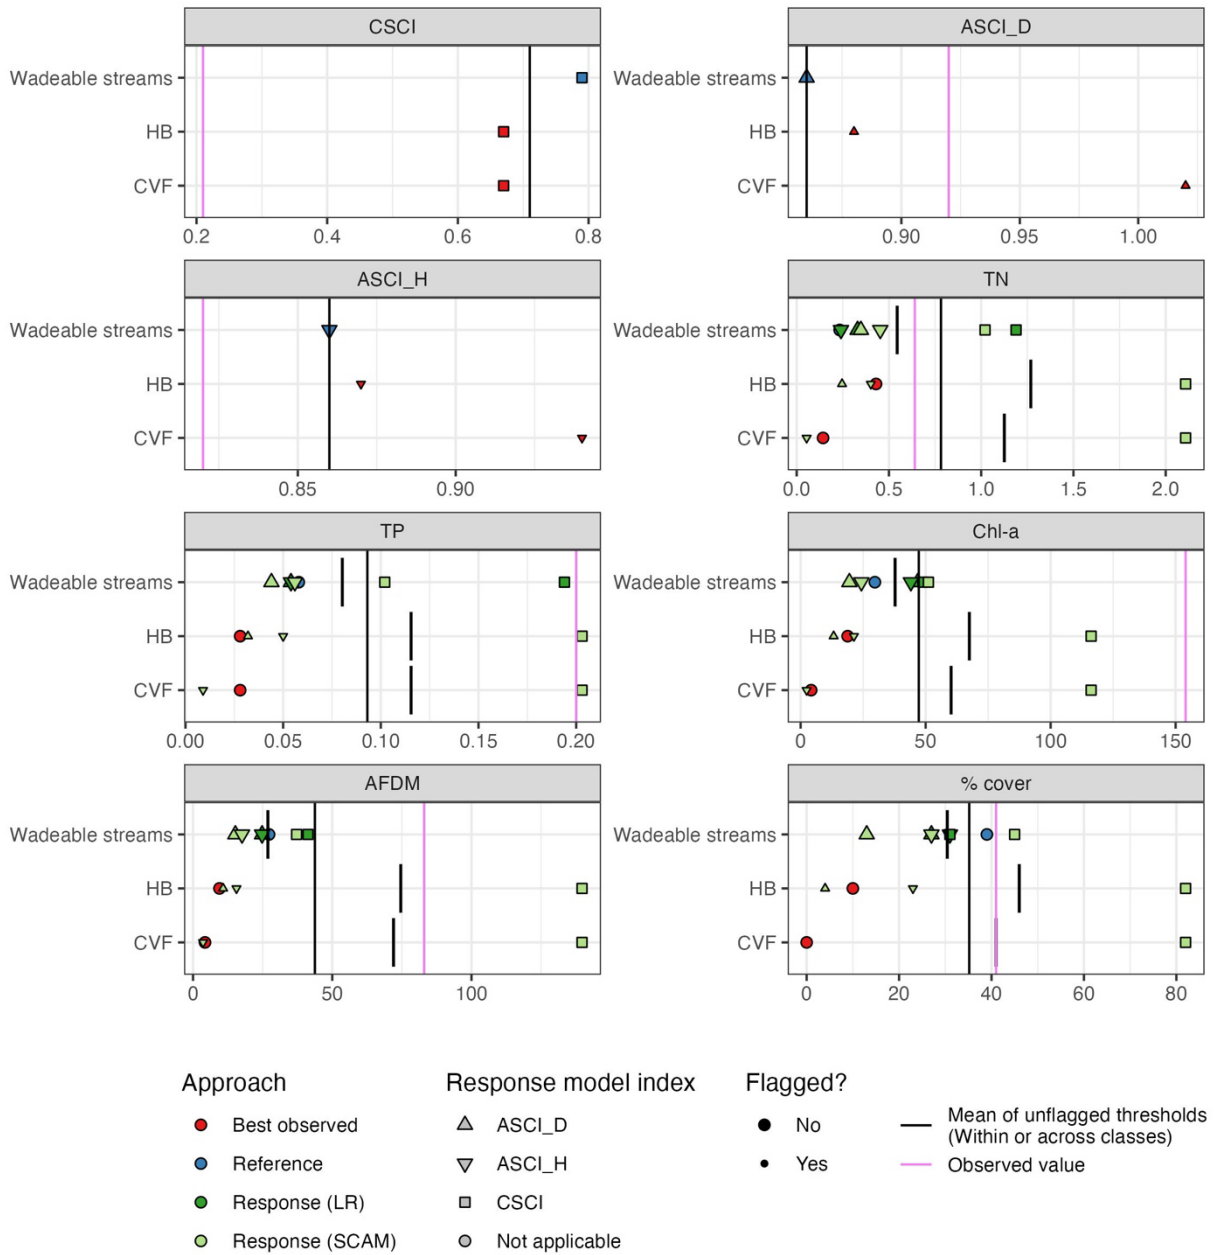 CSCI
Wadeable streams
HB
CVF
0.2 0.4 0.6 0.8
ASCI_D
Wadeable streams
HB
CVF
0.90 0.95 1.00
ASCI_H
Wadeable streams
HB
CVF
0.85 0.90
TN
Wadeable streams
HB
CVF
0.0 0.5 1.0 1.5 2.0
TP
Wadeable streams
HB
CVF
0.00 0.05 0.10 0.15 0.20
Chl-a
Wadeable streams
HB
CVF
0 50 100 150
AFDM
Wadeable streams
HB
CVF
0 50 100
% cover
Wadeable streams
HB
CVF
0 20 40 60 80
Approach
Best observed
Reference
Response (LR)
Response (SCAM)
Response model index
ASCI_D
ASCI_H
CSCI
Not applicable
Flagged?
No
Yes
Mean of unflagged thresholds
(Within or across classes)
Observed value